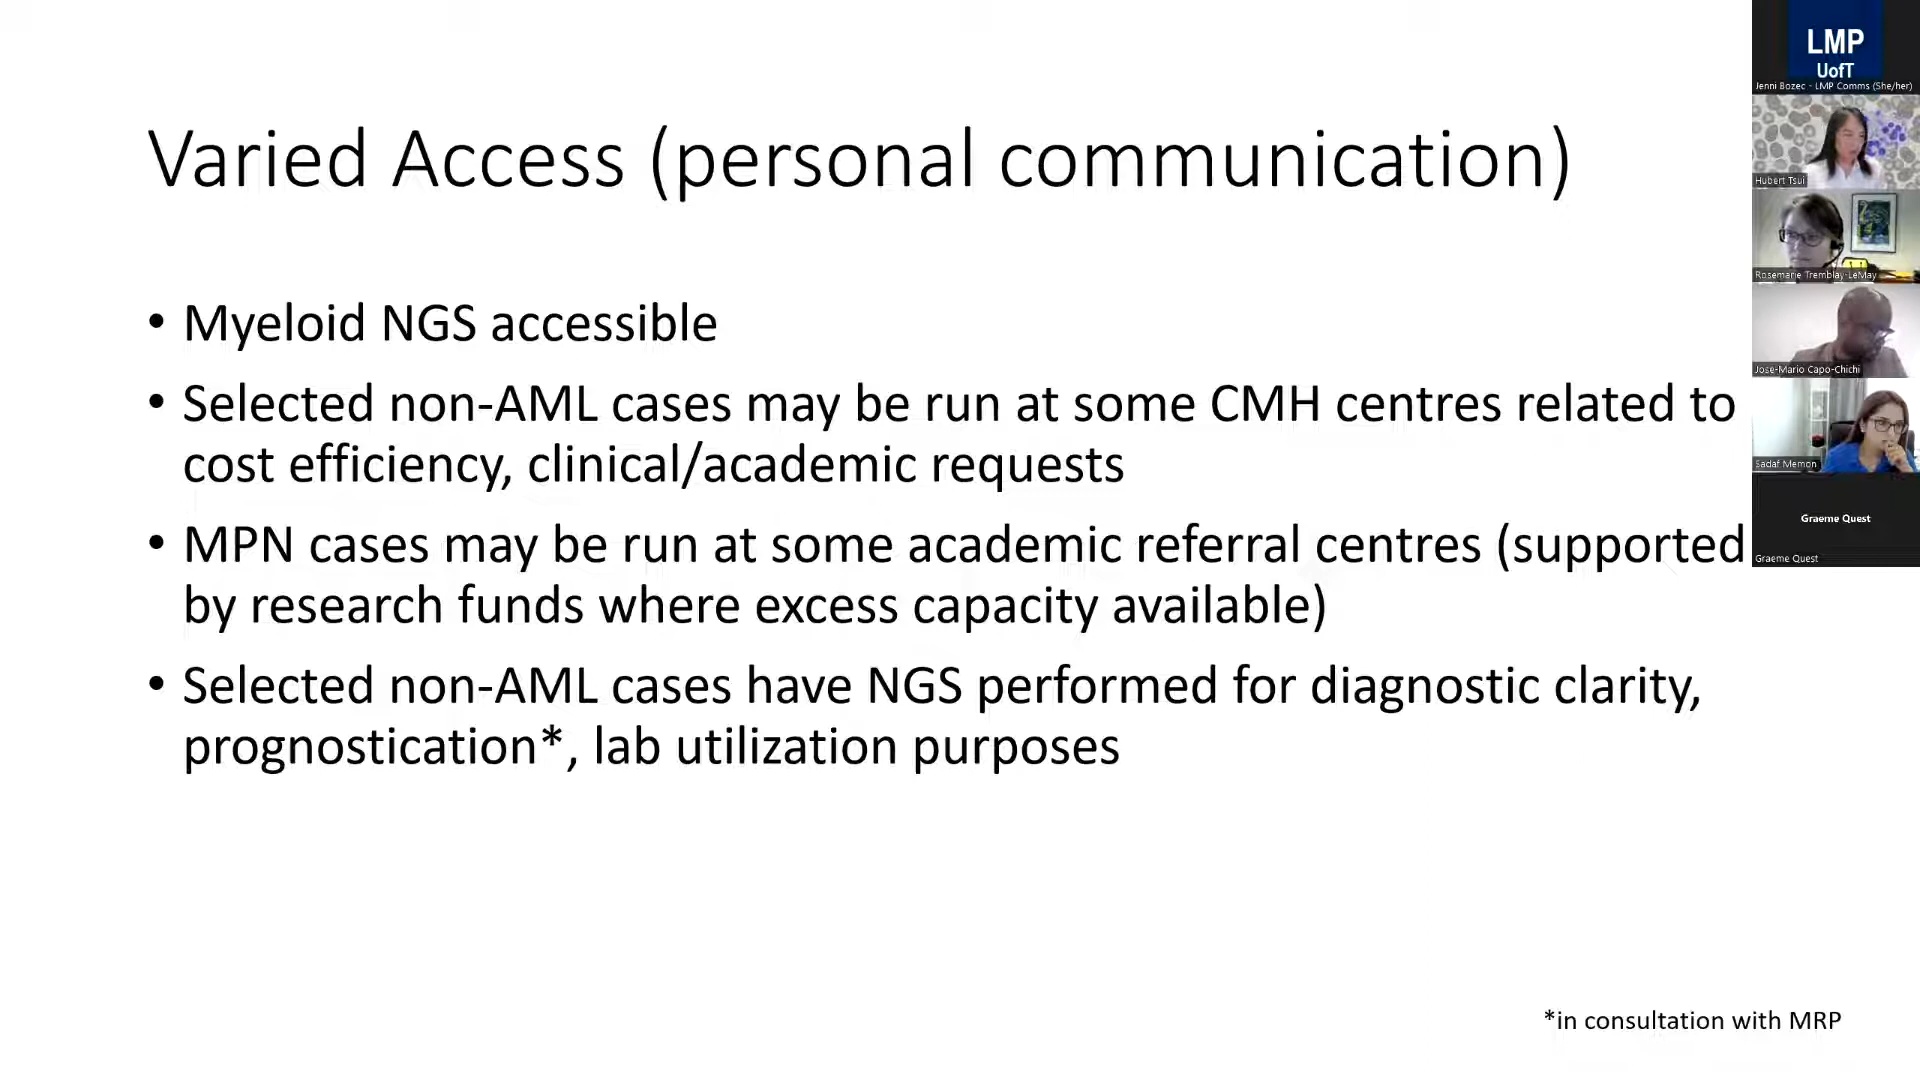 Varied Access (personal communication)
• Myeloid NGS accessible
• Selected non-AML cases may be run at some CMH centres related to
cost efficiency, clinical/academic requests
• MPN cases may be run at some academic referral centres (supported
by research funds where excess capacity available)
• Selected non-AML cases have NGS performed for diagnostic clarity,
prognostication*, lab utilization purposes
*in consultation with MRP
LMP
UofT
Jenni Bozec - LMP Comms (She/her)
Hubert Tsui
Rosemarie Tremblay-LeMay
Jose-Mario Capo-Chichi
Sadaf Memon
Graeme Quest
Graeme Quest